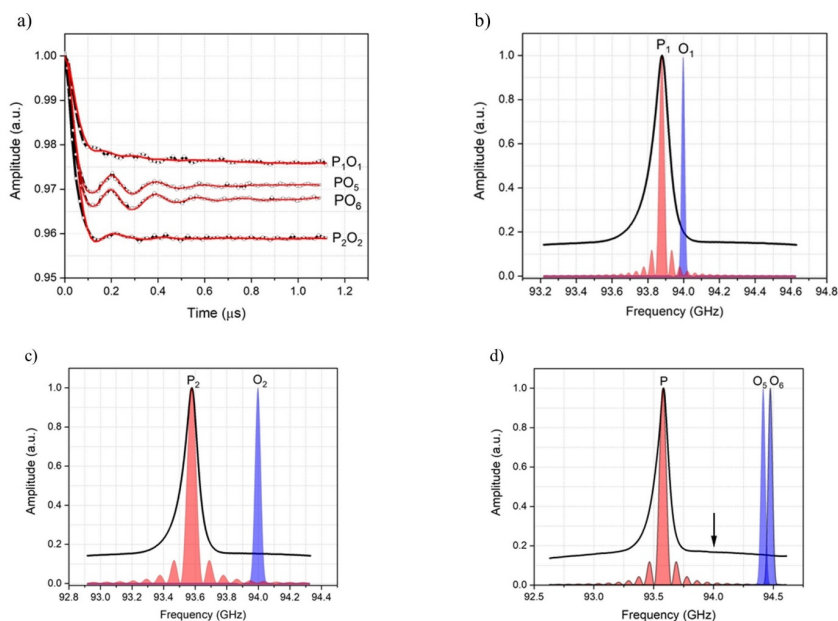 a)
Amplitude (a.u.)
1.00
0.99
0.98
0.97
0.96
0.95
P₁O₁
PO₅
PO₆
P₂O₂
0.0 0.2 0.4 0.6 0.8 1.0 1.2
Time (μs)
b)
Amplitude (a.u.)
P₁ O₁
1.0
0.8
0.6
0.4
0.2
0.0
93.2 93.4 93.6 93.8 94.0 94.2 94.4 94.6 94.8
Frequency (GHz)
c)
Amplitude (a.u.)
P₂ O₂
1.0
0.8
0.6
0.4
0.2
0.0
92.8 93.0 93.2 93.4 93.6 93.8 94.0 94.2 94.4
Frequency (GHz)
d)
Amplitude (a.u.)
P O₅ O₆
1.0
0.8
0.6
0.4
0.2
0.0
92.5 93.0 93.5 94.0 94.5
Frequency (GHz)